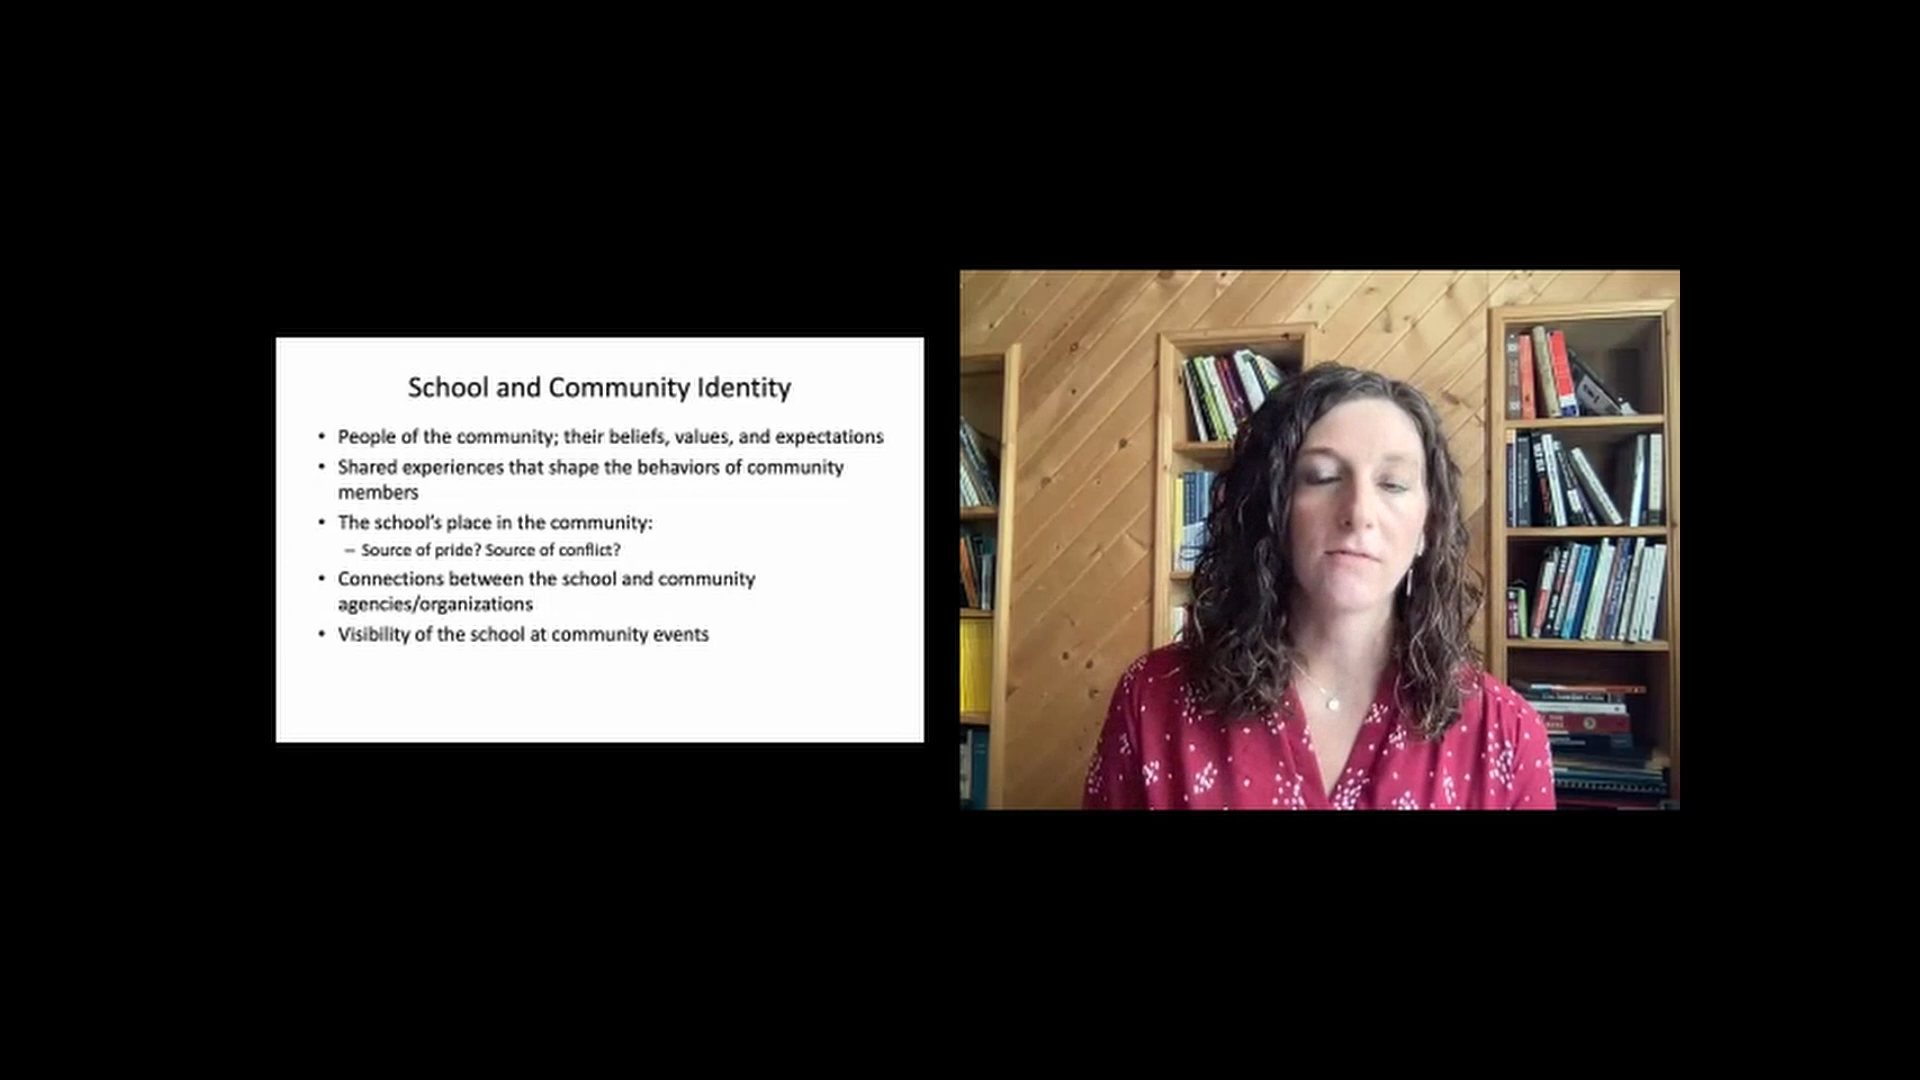 School and Community Identity
• People of the community; their beliefs, values, and expectations
• Shared experiences that shape the behaviors of community
members
• The school's place in the community:
– Source of pride? Source of conflict?
• Connections between the school and community
agencies/organizations
• Visibility of the school at community events